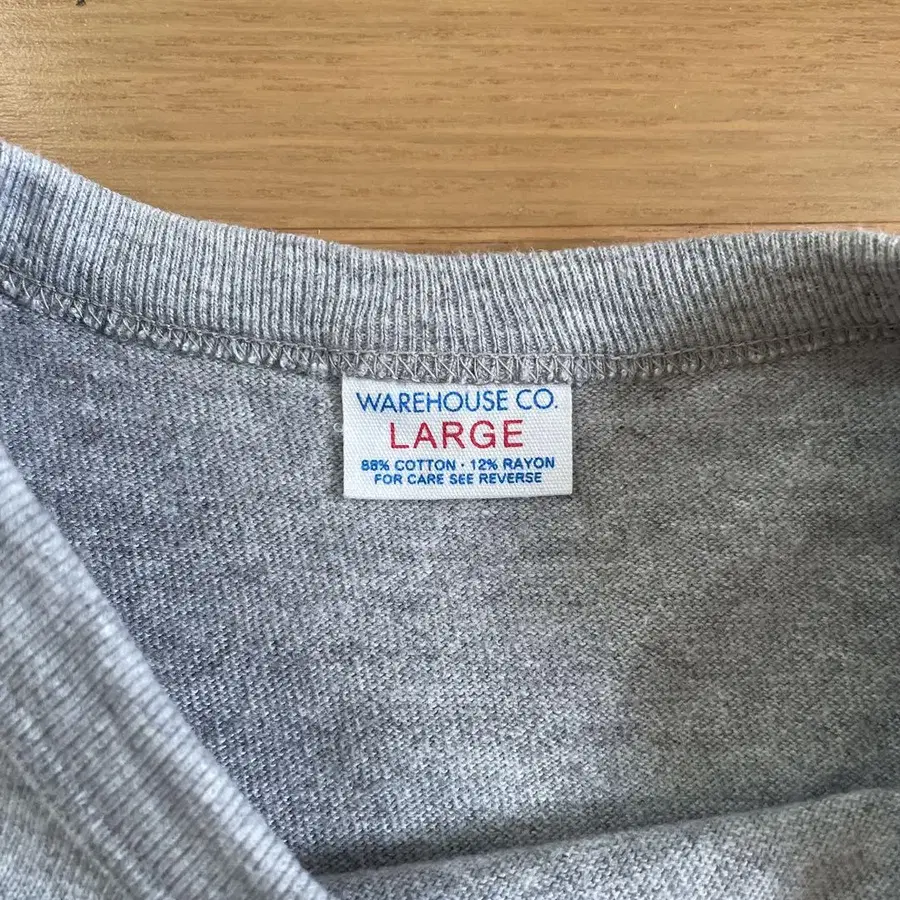 WAREHOUSE CO.
LARGE
88% COTTON · 12% RAYON
FOR CARE SEE REVERSE